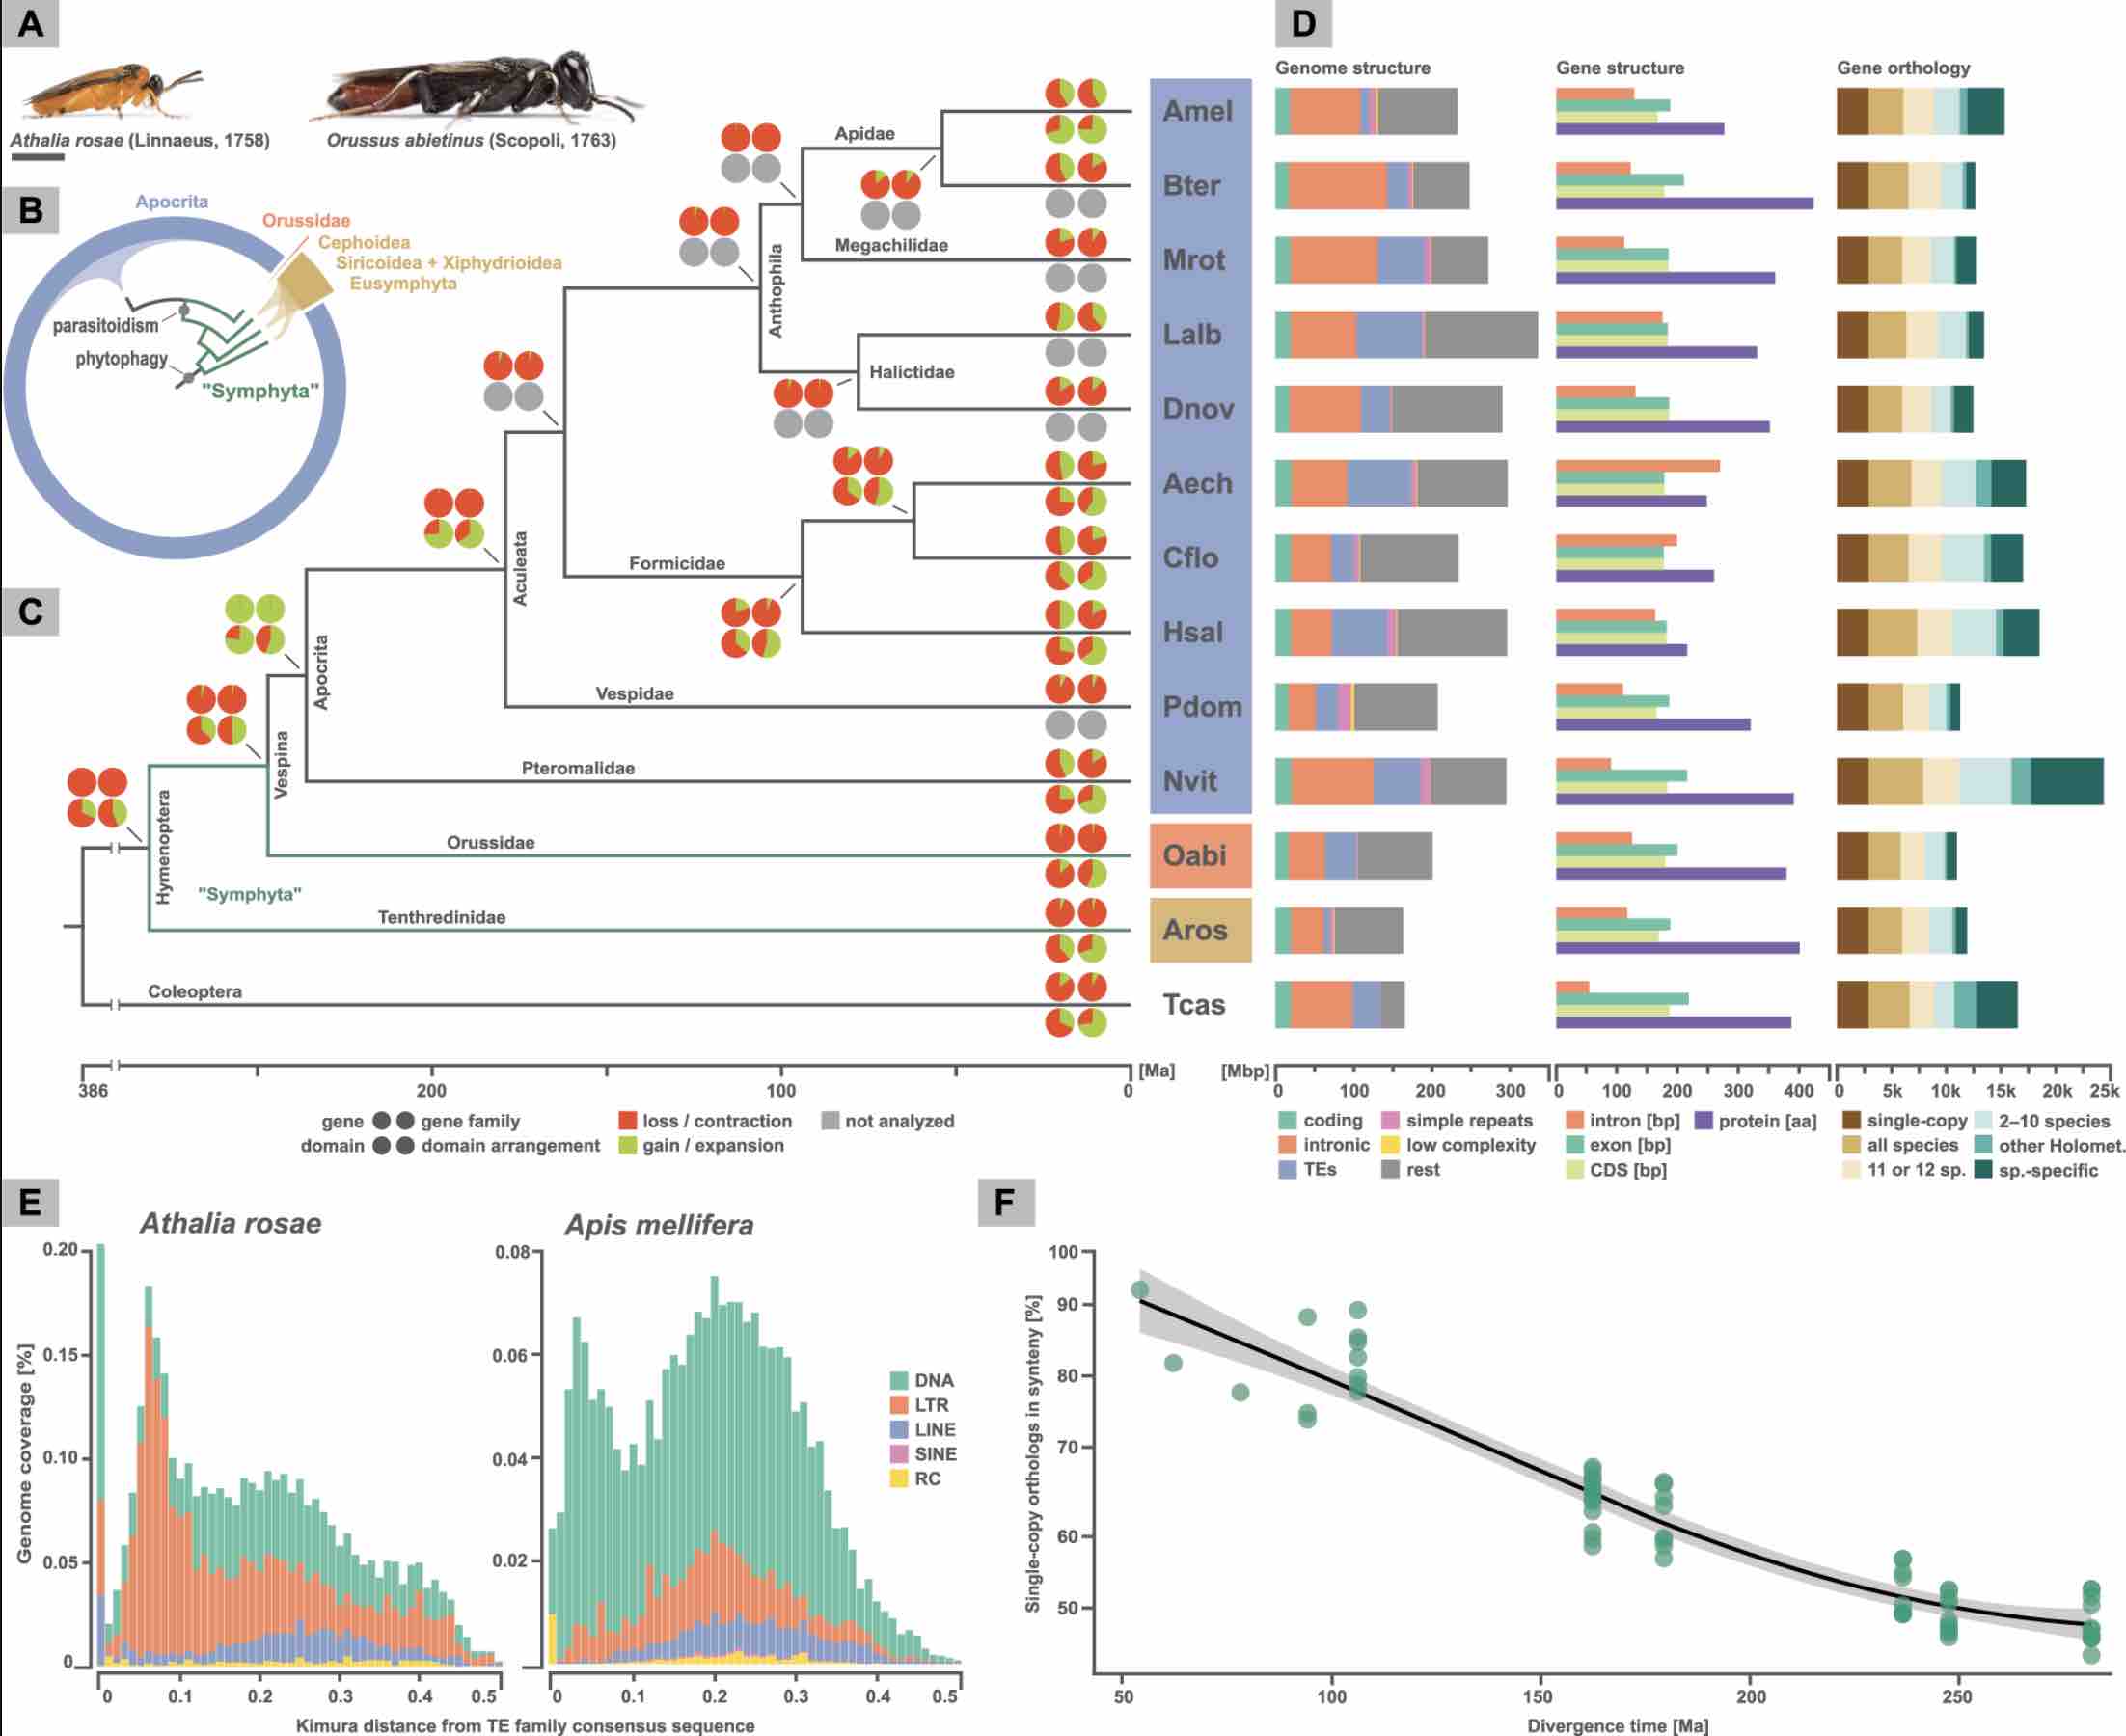 A
Athalia rosae (Linnaeus, 1758)
Orussus abietinus (Scopoli, 1763)
B
Apocrita
Orussidae
Cephoidea
Siricoidea + Xiphydrioidea
Eusymphyta
parasitoidism
phytophagy
"Symphyta"
C
Apidae
Megachilidae
Anthophila
Halictidae
Aculeata
Formicidae
Apocrita
Vespidae
Vespina
Pteromalidae
Hymenoptera
Orussidae
"Symphyta"
Tenthredinidae
Coleoptera
Amel
Bter
Mrot
Lalb
Dnov
Aech
Cflo
Hsal
Pdom
Nvit
Oabi
Aros
Tcas
386 200 100 0 [Ma]
gene gene family
domain domain arrangement
loss / contraction
gain / expansion
not analyzed
D
Genome structure
Gene structure
Gene orthology
[Mbp] 0 100 200 300
0 100 200 300 400
0 5k 10k 15k 20k 25k
coding
intronic
TEs
simple repeats
low complexity
rest
intron [bp]
exon [bp]
CDS [bp]
protein [aa]
single-copy
all species
11 or 12 sp.
2–10 species
other Holomet.
sp.-specific
E
Athalia rosae
Genome coverage [%]
0.20
0.15
0.10
0.05
0
0 0.1 0.2 0.3 0.4 0.5
Apis mellifera
0.08
0.06
0.04
0.02
0 0.1 0.2 0.3 0.4 0.5
DNA
LTR
LINE
SINE
RC
Kimura distance from TE family consensus sequence
F
Single-copy orthologs in synteny [%]
100
90
80
70
60
50
50 100 150 200 250
Divergence time [Ma]